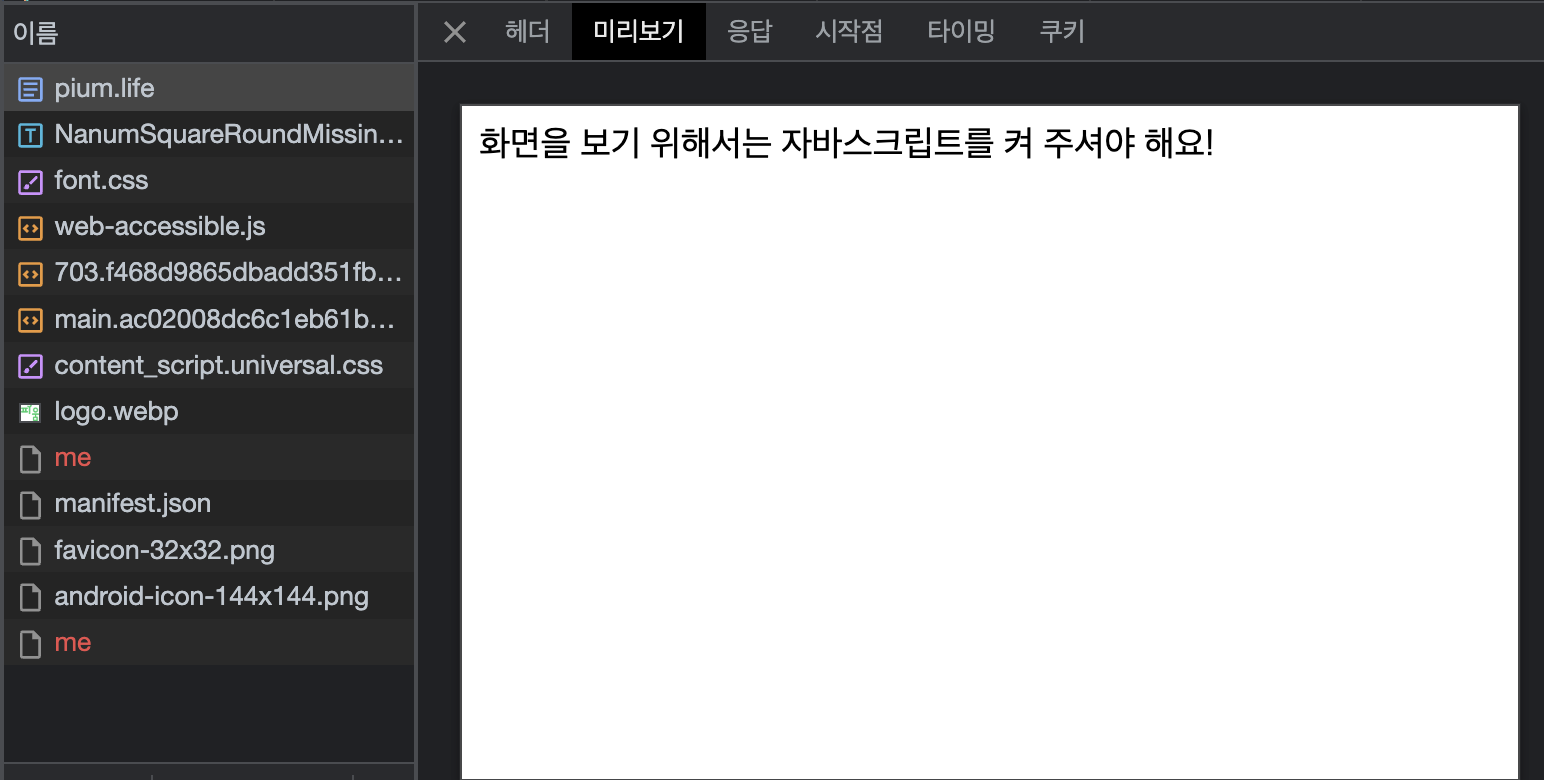 이름
pium.life
NanumSquareRoundMissin...
font.css
web-accessible.js
703.f468d9865dbadd351fb...
main.ac02008dc6c1eb61b...
content_script.universal.css
logo.webp
me
manifest.json
favicon-32x32.png
android-icon-144x144.png
me
헤더 미리보기 응답 시작점 타이밍 쿠키
화면을 보기 위해서는 자바스크립트를 켜 주셔야 해요!